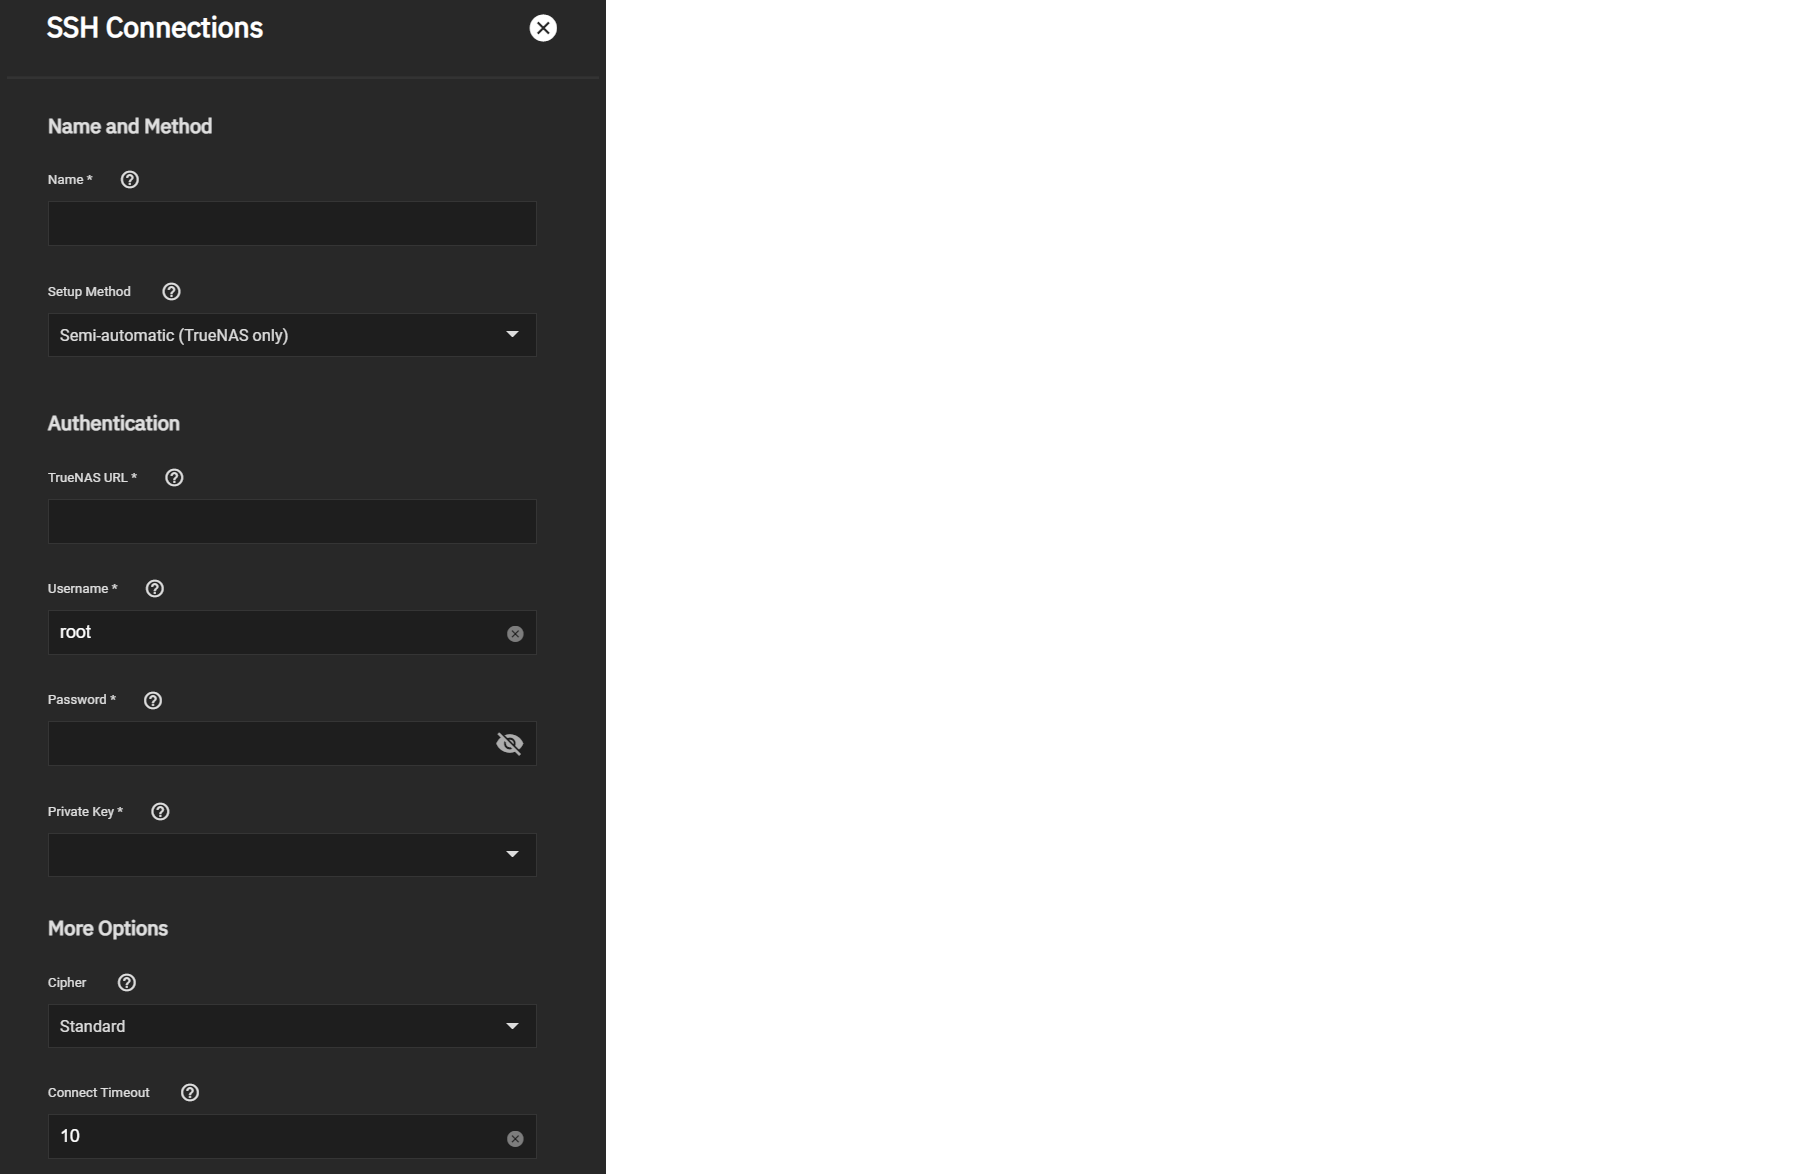 SSH Connections
Name and Method
Name *
Setup Method
Semi-automatic (TrueNAS only)
Authentication
TrueNAS URL *
Username *
root
Password *
Private Key *
More Options
Cipher
Standard
Connect Timeout
10